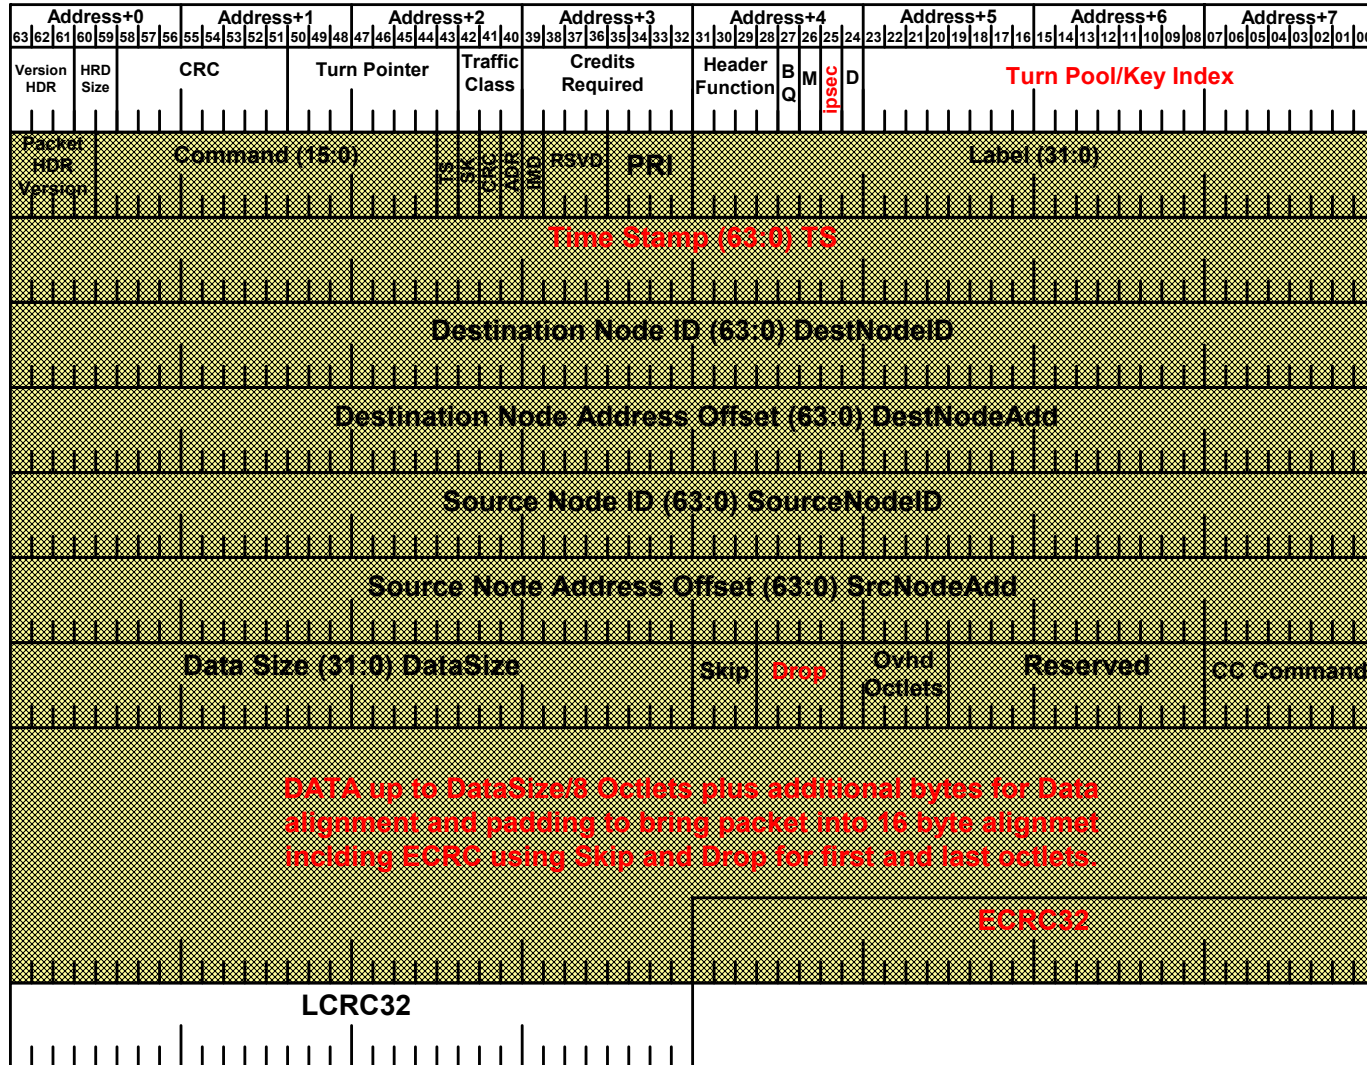 Address+0 Address+1 Address+2 Address+3 Address+4 Address+5 Address+6 Address+7
63 62 61 60 59 58 57 56 55 54 53 52 51 50 49 48 47 46 45 44 43 42 41 40 39 38 37 36 35 34 33 32 31 30 29 28 27 26 25 24 23 22 21 20 19 18 17 16 15 14 13 12 11 10 09 08 07 06 05 04 03 02 01 00
Version HRD CRC Turn Pointer Traffic Credits Header B M ipsec D Turn Pool/Key Index
HDR Size Class Required Function Q
Packet Command (15:0) TS SIK CRC ADR IMD RSVD PRI Label (31:0)
HDR
Version
Time Stamp (63:0) TS
Destination Node ID (63:0) DestNodeID
Destination Node Address Offset (63:0) DestNodeAdd
Source Node ID (63:0) SourceNodeID
Source Node Address Offset (63:0) SrcNodeAdd
Data Size (31:0) DataSize Skip Drop Ovhd Reserved CC Command
Octlets
DATA up to DataSize/8 Octlets plus additional bytes for Data
alignment and padding to bring packet into 16 byte alignmet
inclding ECRC using Skip and Drop for first and last octlets.
ECRC32
LCRC32